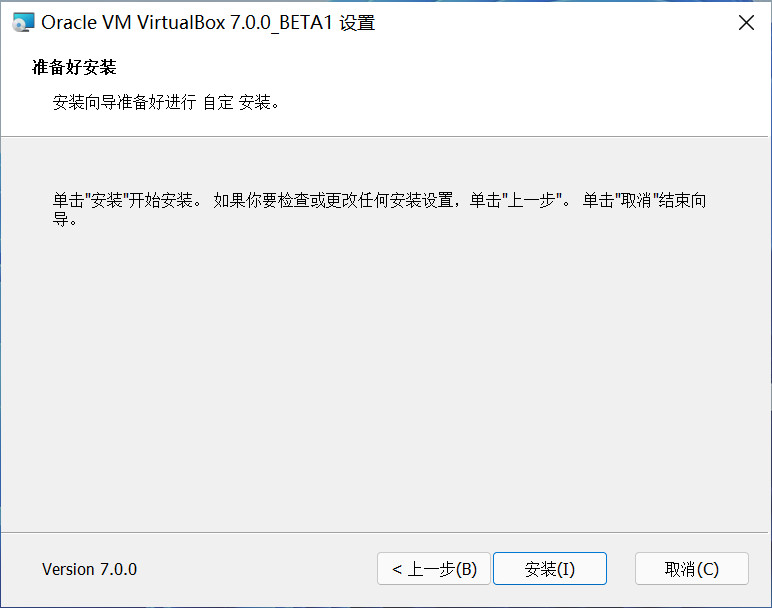 Oracle VM VirtualBox 7.0.0_BETA1 设置
准备好安装
安装向导准备好进行 自定 安装。
单击"安装"开始安装。 如果你要检查或更改任何安装设置，单击"上一步"。 单击"取消"结束向
导。
Version 7.0.0
< 上一步(B)
安装(I)
取消(C)